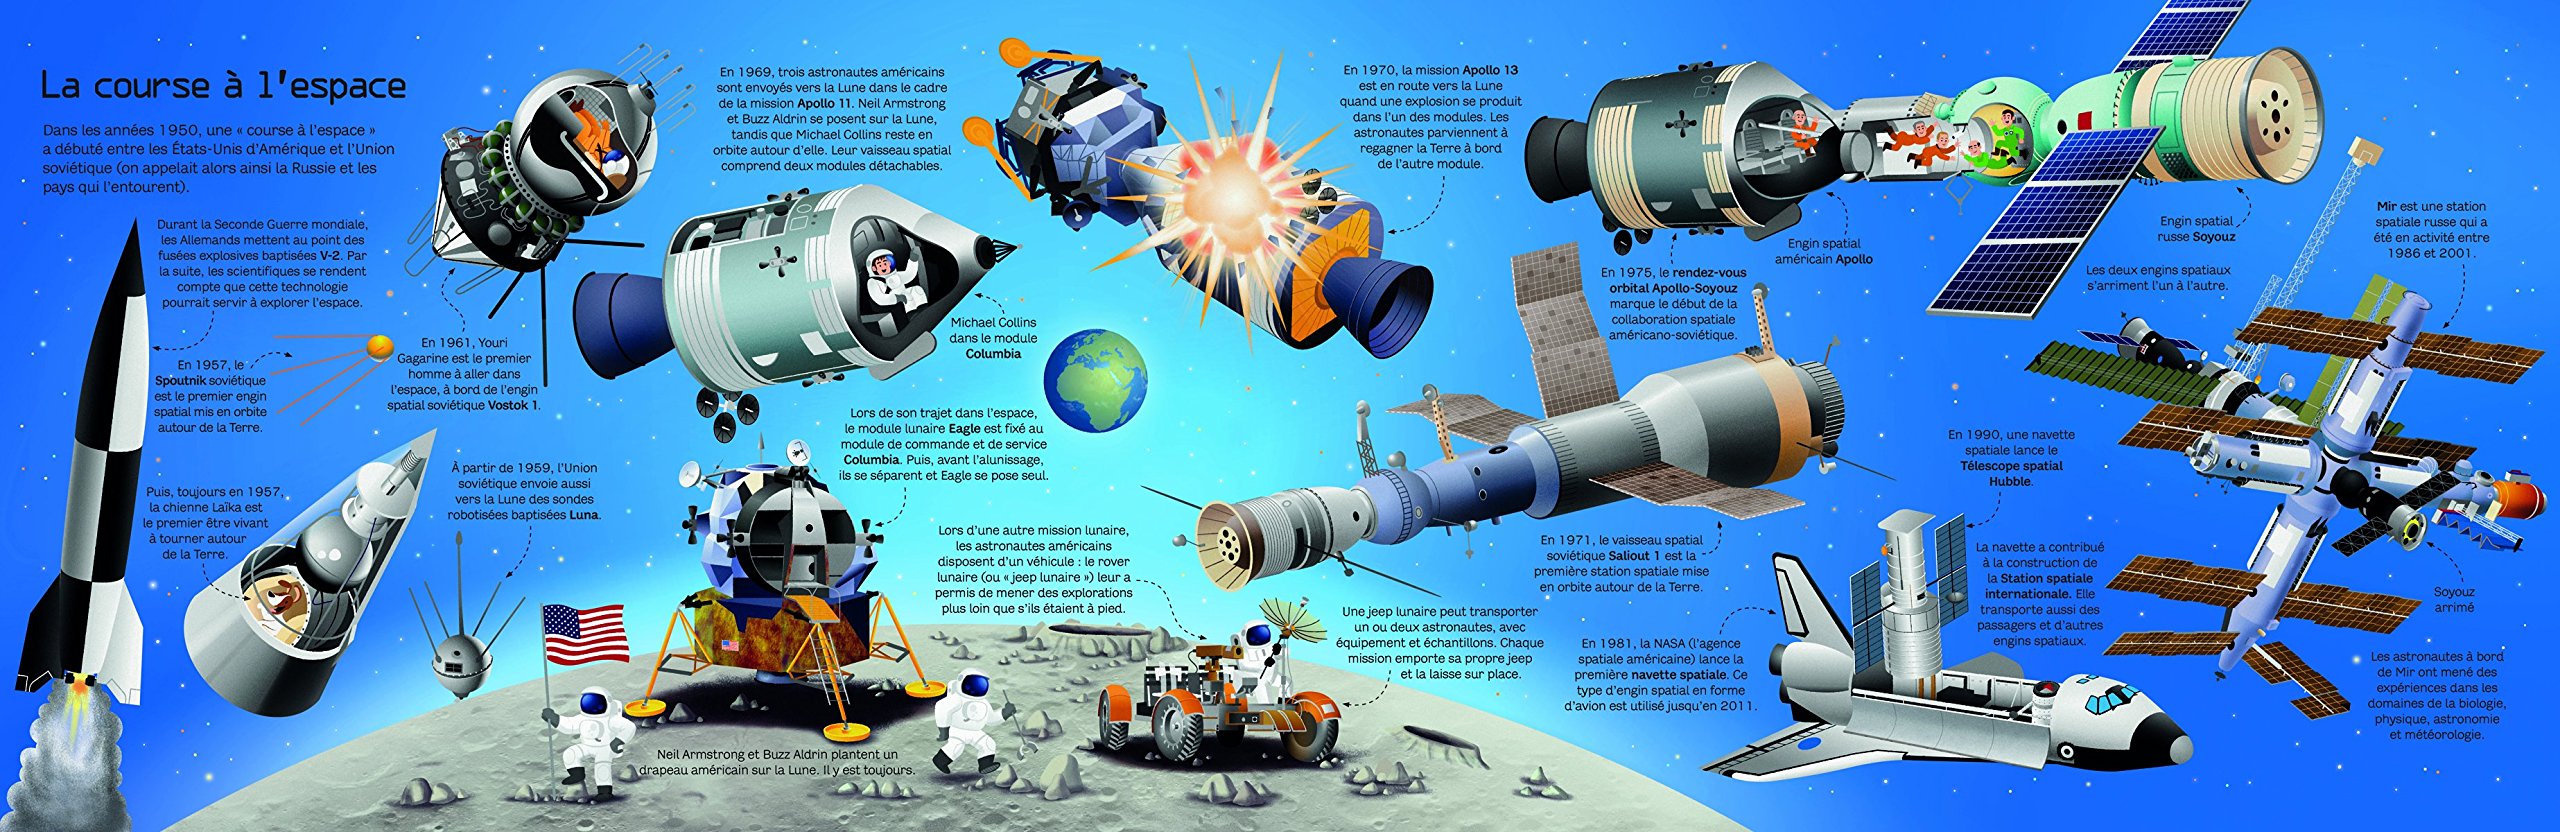 La course à l'espace
Dans les années 1950, une « course à l'espace »
a débuté entre les États-Unis d'Amérique et l'Union
soviétique (on appelait alors ainsi la Russie et les
pays qui l'entourent).
Durant la Seconde Guerre mondiale,
les Allemands mettent au point des
fusées explosives baptisées V-2. Par
la suite, les scientifiques se rendent
compte que cette technologie
pourrait servir à explorer l'espace.
En 1957, le
Spoutnik soviétique
est le premier engin
spatial mis en orbite
autour de la Terre.
Puis, toujours en 1957,
la chienne Laïka est
le premier être vivant
à tourner autour
de la Terre.
En 1961, Youri
Gagarine est le premier
homme à aller dans
l'espace, à bord de l'engin
spatial soviétique Vostok 1.
À partir de 1959, l'Union
soviétique envoie aussi
vers la Lune des sondes
robotisées baptisées Luna.
En 1969, trois astronautes américains
sont envoyés vers la Lune dans le cadre
de la mission Apollo 11. Neil Armstrong
et Buzz Aldrin se posent sur la Lune,
tandis que Michael Collins reste en
orbite autour d'elle. Leur vaisseau spatial
comprend deux modules détachables.
Michael Collins
dans le module
Columbia
Lors de son trajet dans l'espace,
le module lunaire Eagle est fixé au
module de commande et de service
Columbia. Puis, avant l'alunissage,
ils se séparent et Eagle se pose seul.
Neil Armstrong et Buzz Aldrin plantent un
drapeau américain sur la Lune. Il y est toujours.
Lors d'une autre mission lunaire,
les astronautes américains
disposent d'un véhicule : le rover
lunaire (ou « jeep lunaire ») leur a
permis de mener des explorations
plus loin que s'ils étaient à pied.
Une jeep lunaire peut transporter
un ou deux astronautes, avec
équipement et échantillons. Chaque
mission emporte sa propre jeep
et la laisse sur place.
En 1970, la mission Apollo 13
est en route vers la Lune
quand une explosion se produit
dans l'un des modules. Les
astronautes parviennent à
regagner la Terre à bord
de l'autre module.
En 1975, le rendez-vous
orbital Apollo-Soyouz
marque le début de la
collaboration spatiale
américano-soviétique.
Engin spatial
américain Apollo
Engin spatial
russe Soyouz
Les deux engins spatiaux
s'arriment l'un à l'autre.
En 1971, le vaisseau spatial
soviétique Saliout 1 est la
première station spatiale mise
en orbite autour de la Terre.
En 1981, la NASA (l'agence
spatiale américaine) lance la
première navette spatiale. Ce
type d'engin spatial en forme
d'avion est utilisé jusqu'en 2011.
En 1990, une navette
spatiale lance le
Télescope spatial
Hubble.
La navette a contribué
à la construction de
la Station spatiale
internationale. Elle
transporte aussi des
passagers et d'autres
engins spatiaux.
Mir est une station
spatiale russe qui a
été en activité entre
1986 et 2001.
Soyouz
arrimé
Les astronautes à bord
de Mir ont mené des
expériences dans les
domaines de la biologie,
physique, astronomie
et météorologie.